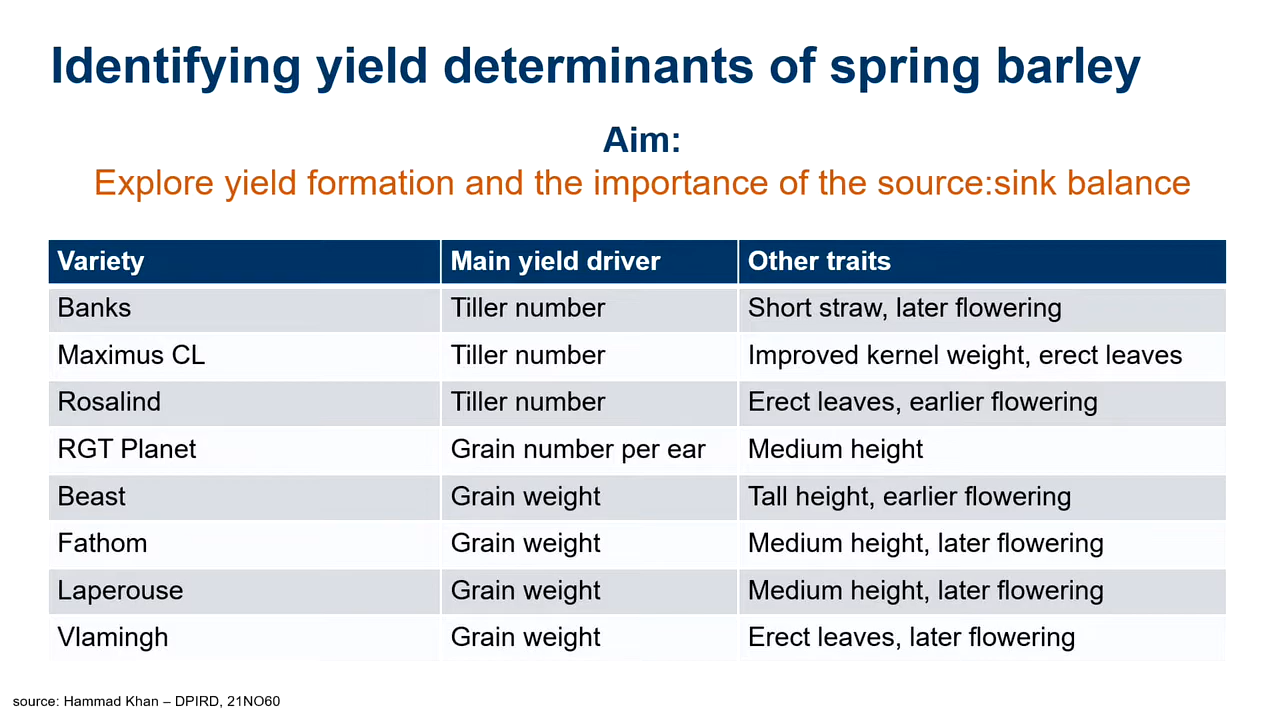 Identifying yield determinants of spring barley
Aim:
Explore yield formation and the importance of the source:sink balance
Variety Main yield driver Other traits
Banks Tiller number Short straw, later flowering
Maximus CL Tiller number Improved kernel weight, erect leaves
Rosalind Tiller number Erect leaves, earlier flowering
RGT Planet Grain number per ear Medium height
Beast Grain weight Tall height, earlier flowering
Fathom Grain weight Medium height, later flowering
Laperouse Grain weight Medium height, later flowering
Vlamingh Grain weight Erect leaves, later flowering
source: Hammad Khan – DPIRD, 21NO60